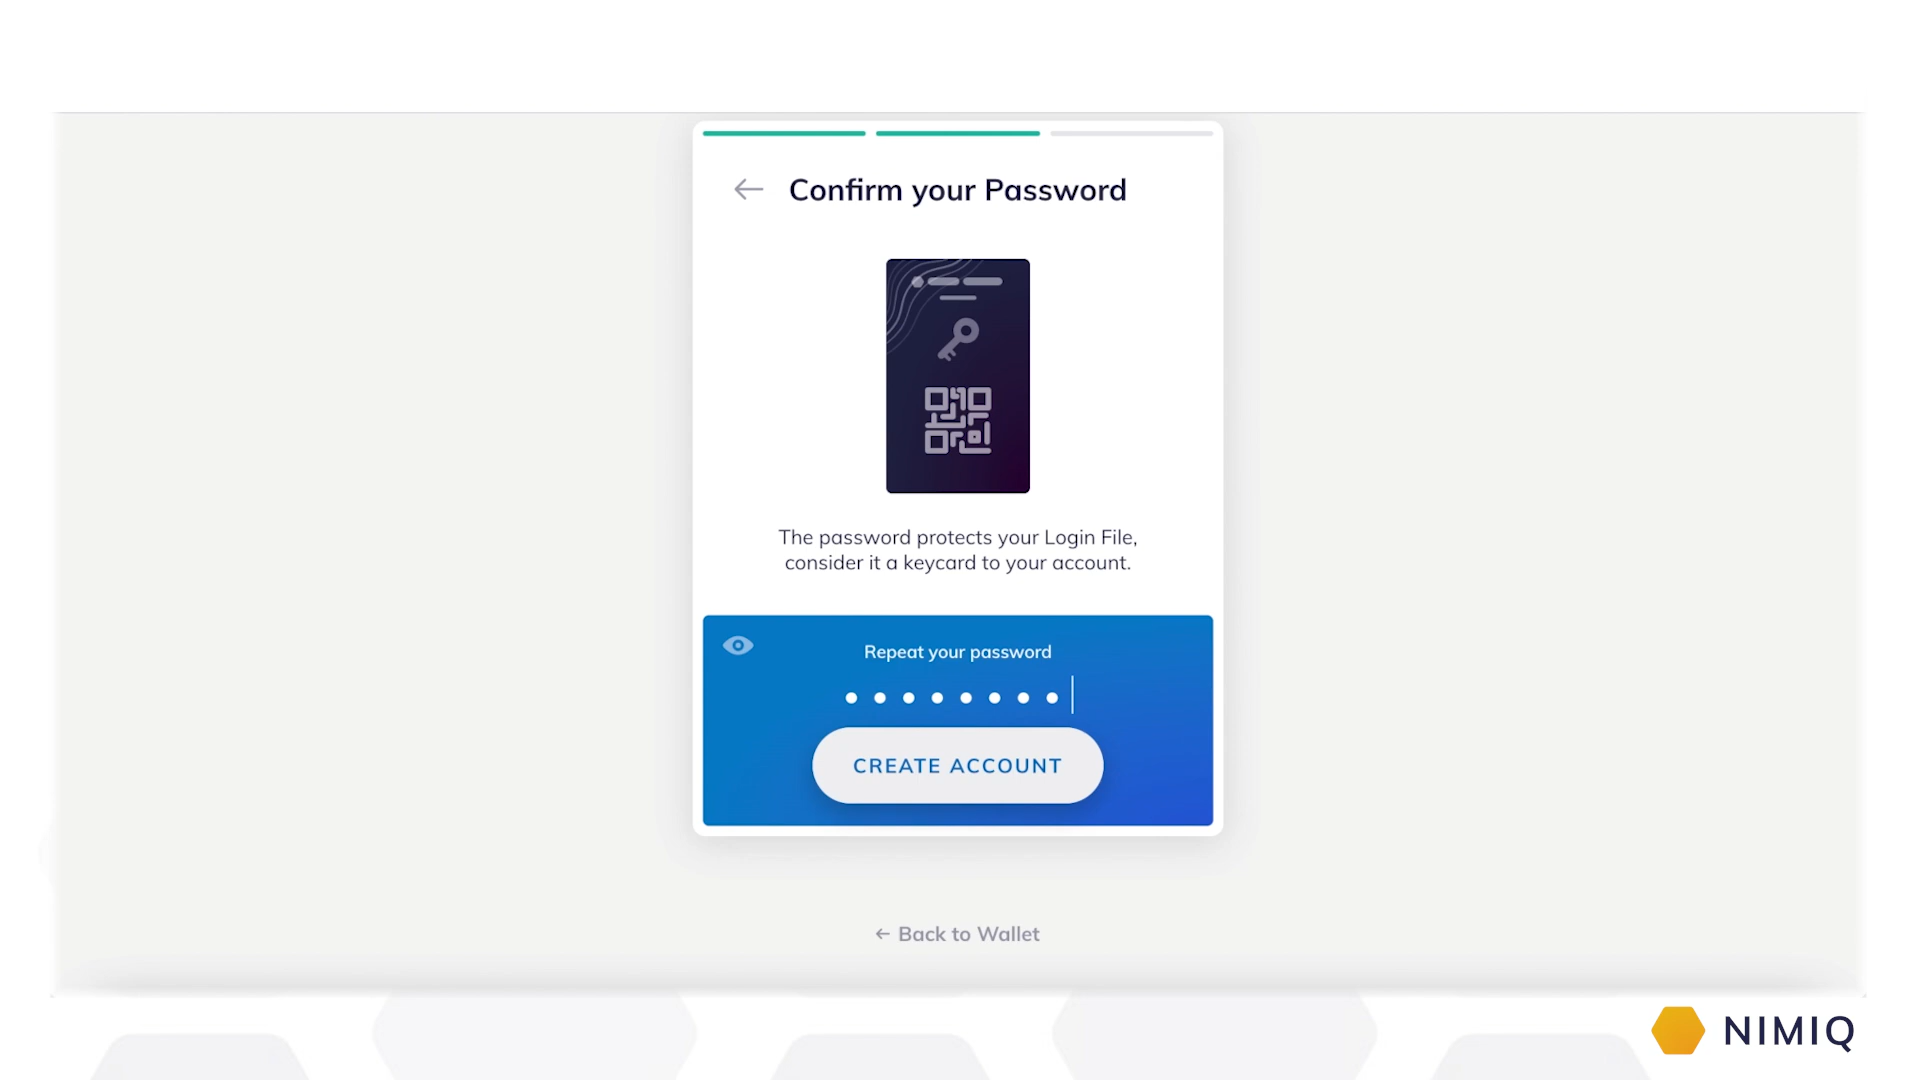 Confirm your Password
The password protects your Login File,
consider it a keycard to your account.
Repeat your password
CREATE ACCOUNT
← Back to Wallet
NIMIQ